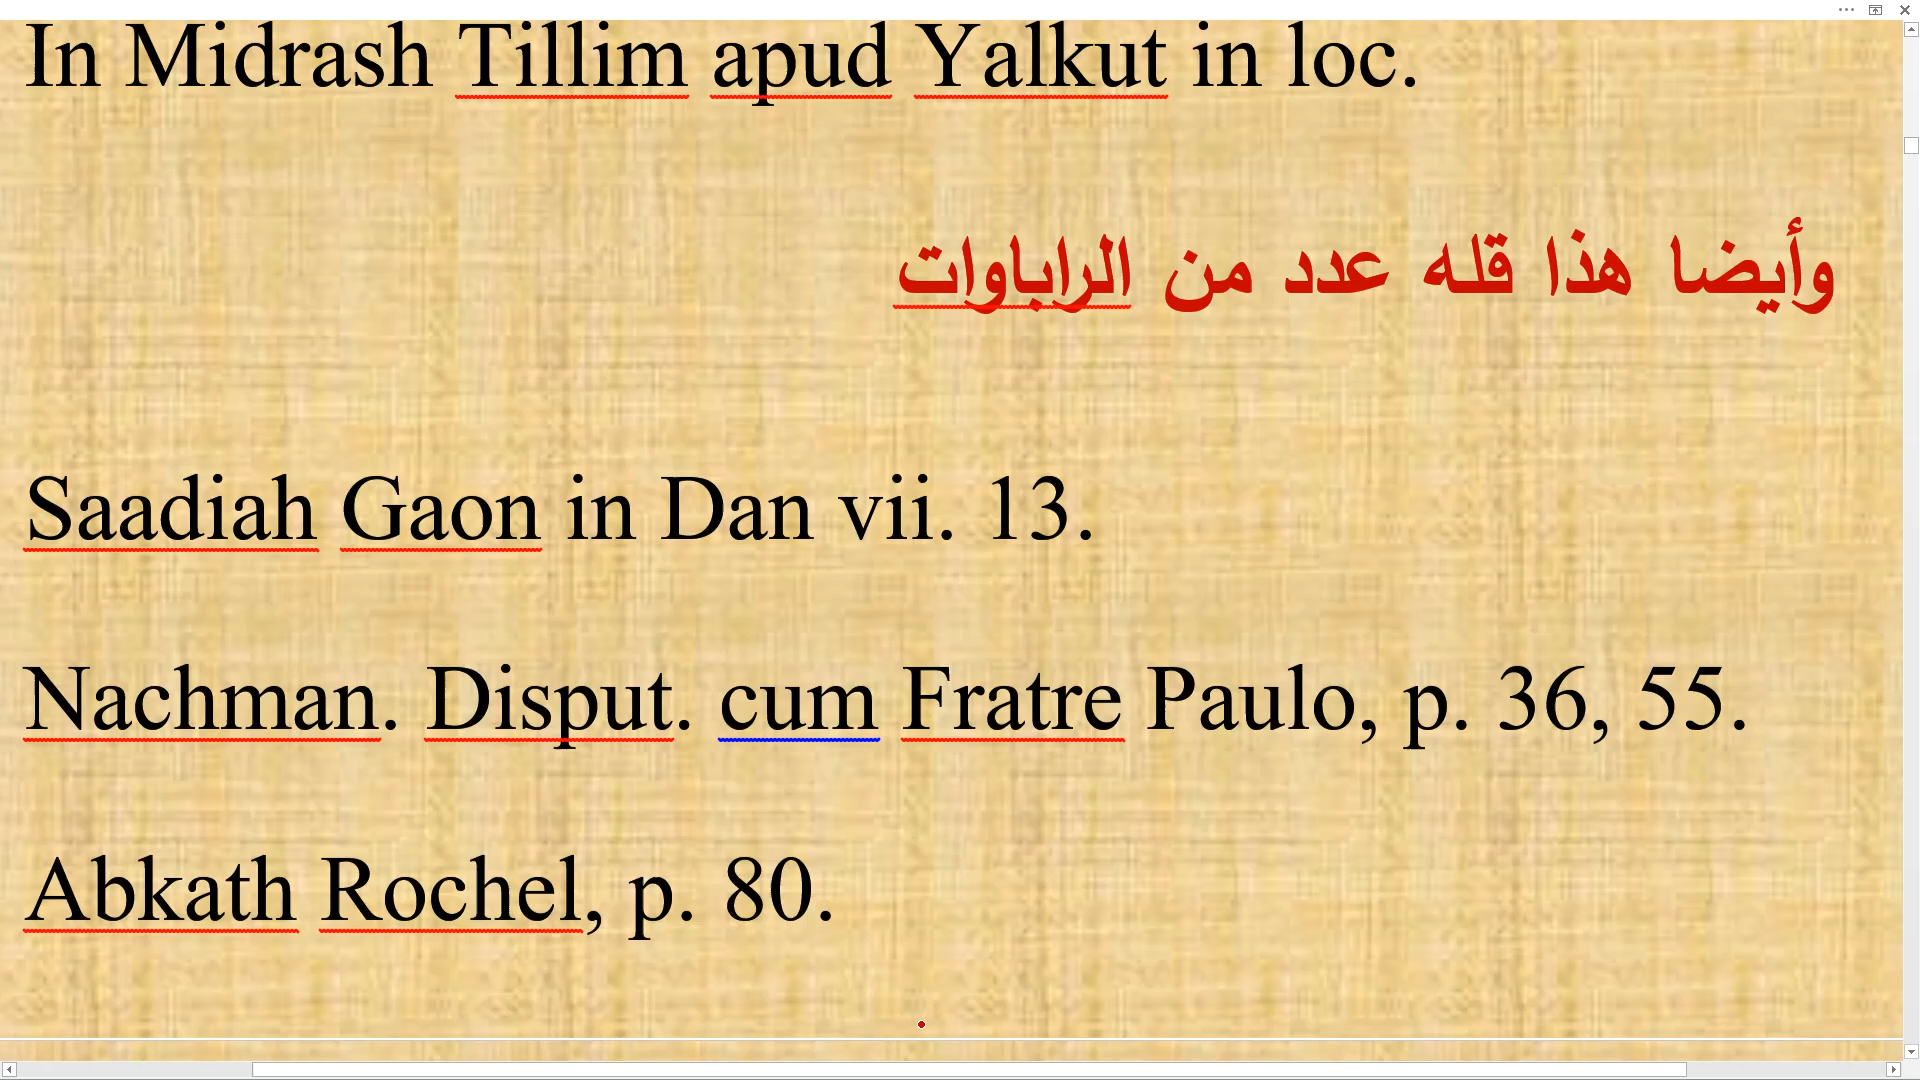 In Midrash Tillim apud Yalkut in loc.
وأيضا هذا قله عدد من الراباوات
Saadiah Gaon in Dan vii. 13.
Nachman. Disput. cum Fratre Paulo, p. 36, 55.
Abkath Rochel, p. 80.